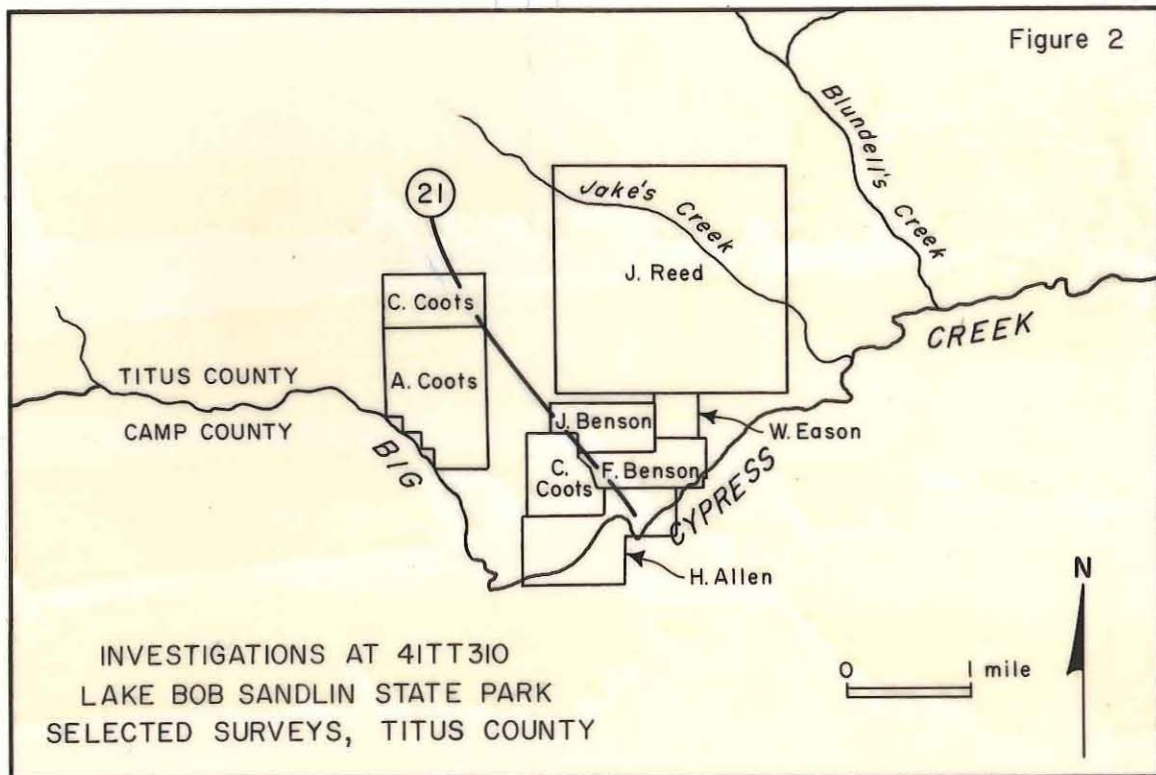 Figure 2
Blundell's Creek
21
Jake's Creek
J. Reed
C. Coots
CREEK
TITUS COUNTY
A. Coots
CAMP COUNTY
J. Benson
W. Eason
BIG
C.
Coots
F. Benson
CYPRESS
H. Allen
N
INVESTIGATIONS AT 41TT310
LAKE BOB SANDLIN STATE PARK
SELECTED SURVEYS, TITUS COUNTY
0 1 mile